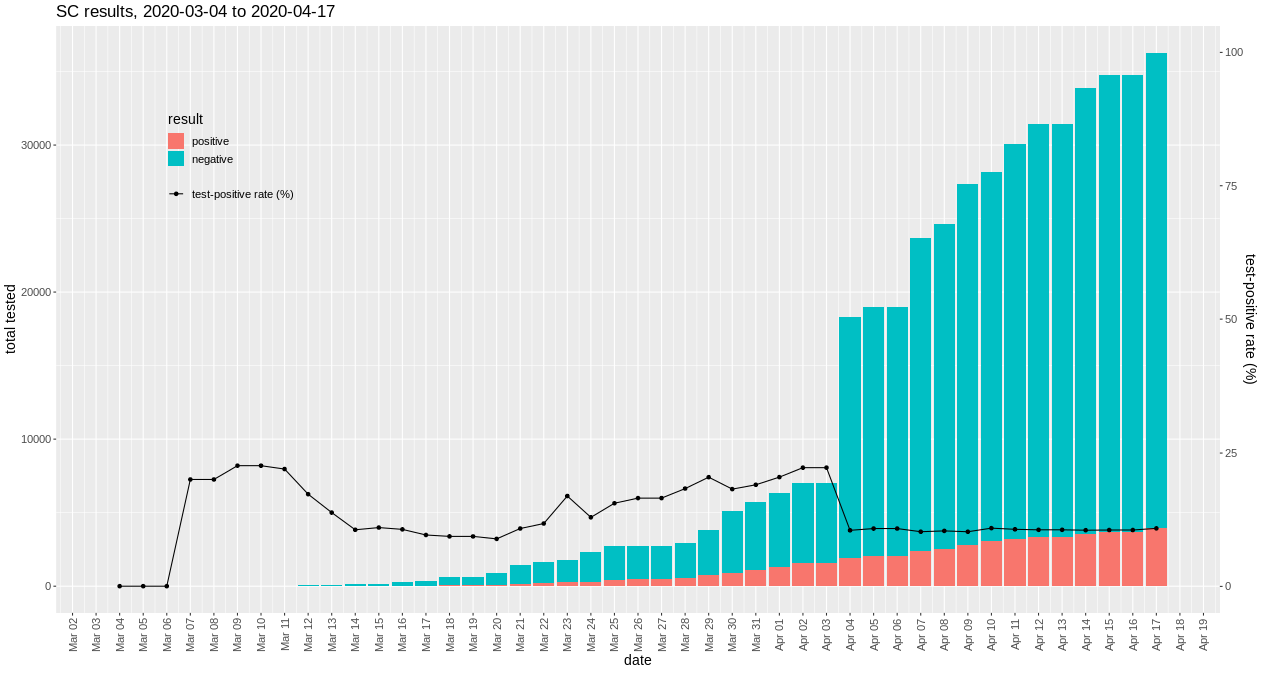 SC results, 2020-03-04 to 2020-04-17
result
positive
negative
test-positive rate (%)
total tested
30000
20000
10000
0
100
75
50
25
0
test-positive rate (%)
Mar 02
Mar 03
Mar 04
Mar 05
Mar 06
Mar 07
Mar 08
Mar 09
Mar 10
Mar 11
Mar 12
Mar 13
Mar 14
Mar 15
Mar 16
Mar 17
Mar 18
Mar 19
Mar 20
Mar 21
Mar 22
Mar 23
Mar 24
Mar 25
Mar 26
Mar 27
Mar 28
Mar 29
Mar 30
Mar 31
Apr 01
Apr 02
Apr 03
Apr 04
Apr 05
Apr 06
Apr 07
Apr 08
Apr 09
Apr 10
Apr 11
Apr 12
Apr 13
Apr 14
Apr 15
Apr 16
Apr 17
Apr 18
Apr 19
date